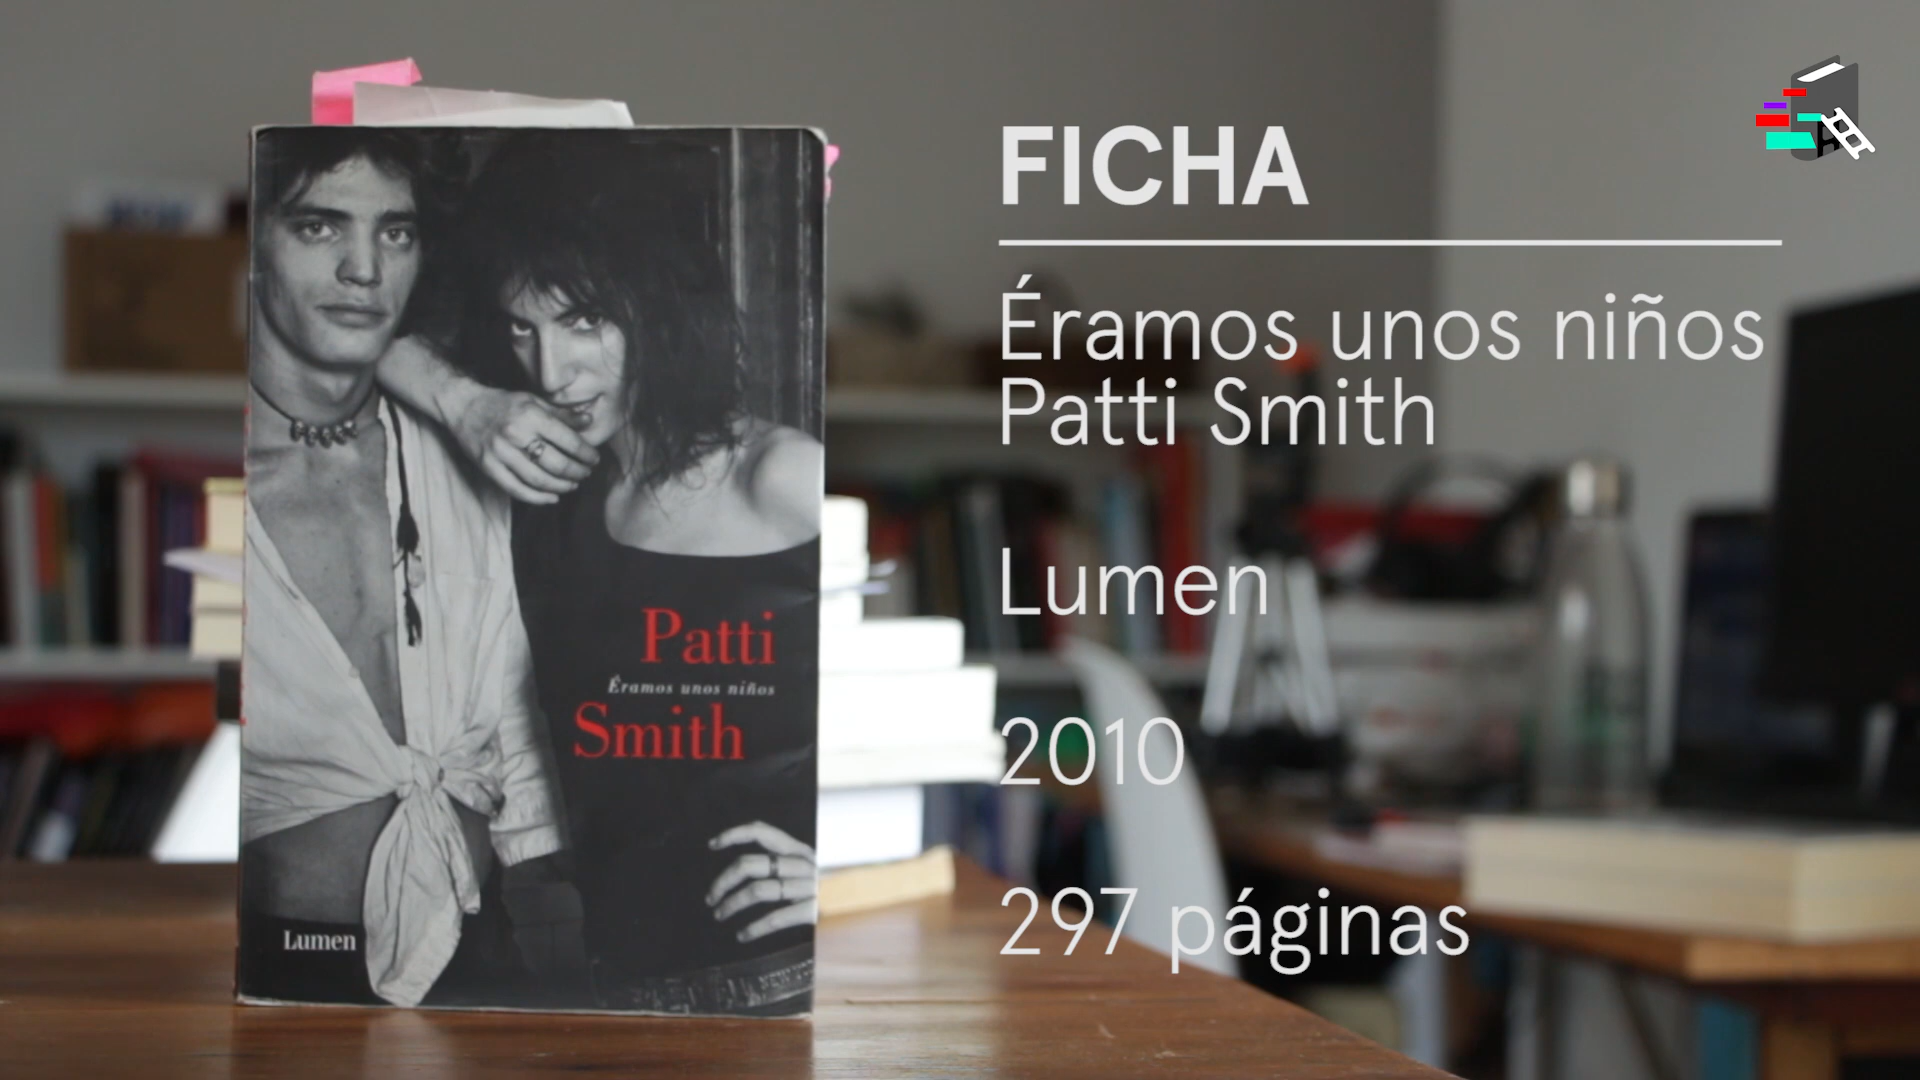 Patti
Éramos unos niños
Smith
Lumen
FICHA
Éramos unos niños
Patti Smith
Lumen
2010
297 páginas